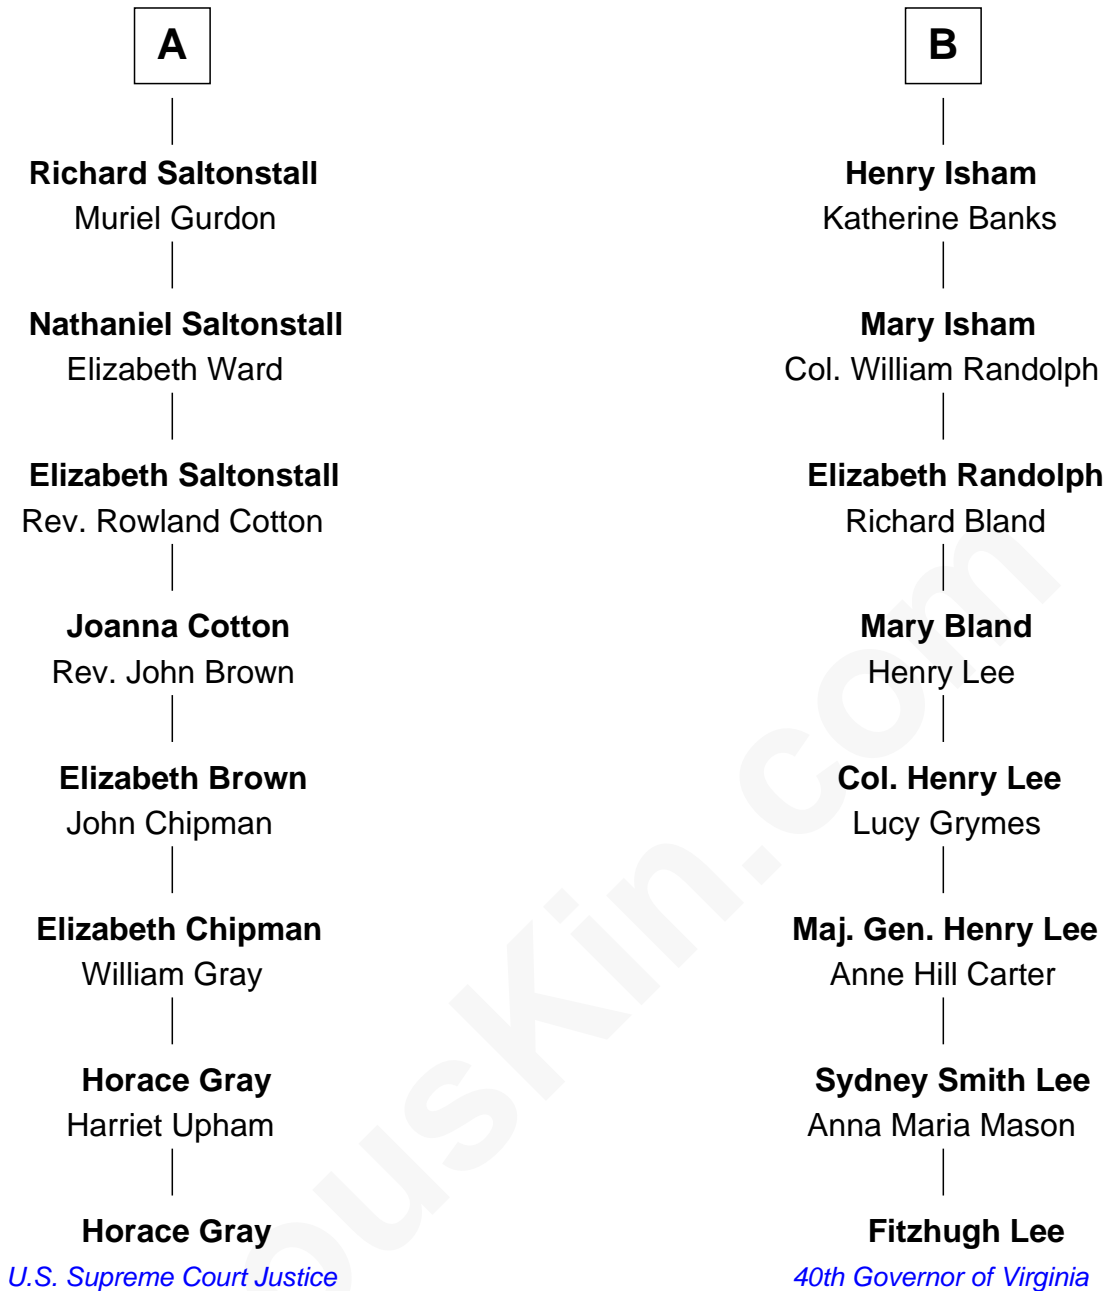 A
Richard Saltonstall
Muriel Gurdon
Nathaniel Saltonstall
Elizabeth Ward
Elizabeth Saltonstall
Rev. Rowland Cotton
Joanna Cotton
Rev. John Brown
Elizabeth Brown
John Chipman
Elizabeth Chipman
William Gray
Horace Gray
Harriet Upham
Horace Gray
U.S. Supreme Court Justice
B
Henry Isham
Katherine Banks
Mary Isham
Col. William Randolph
Elizabeth Randolph
Richard Bland
Mary Bland
Henry Lee
Col. Henry Lee
Lucy Grymes
Maj. Gen. Henry Lee
Anne Hill Carter
Sydney Smith Lee
Anna Maria Mason
Fitzhugh Lee
40th Governor of Virginia
ousKin.com